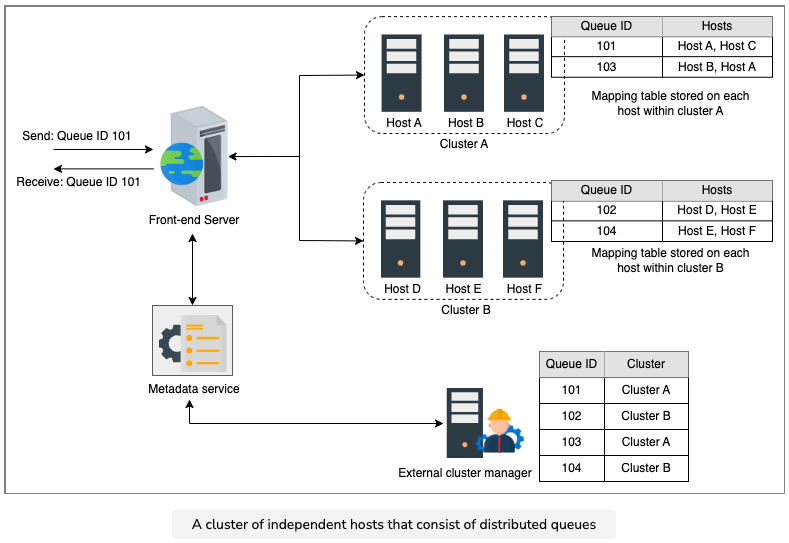 Send: Queue ID 101
Receive: Queue ID 101
Front-end Server
Metadata service
Host A
Host B
Host C
Cluster A
Queue ID Hosts
101 Host A, Host C
103 Host B, Host A
Mapping table stored on each
host within cluster A
Host D
Host E
Host F
Cluster B
Queue ID Hosts
102 Host D, Host E
104 Host E, Host F
Mapping table stored on each
host within cluster B
External cluster manager
Queue ID Cluster
101 Cluster A
102 Cluster B
103 Cluster A
104 Cluster B
A cluster of independent hosts that consist of distributed queues